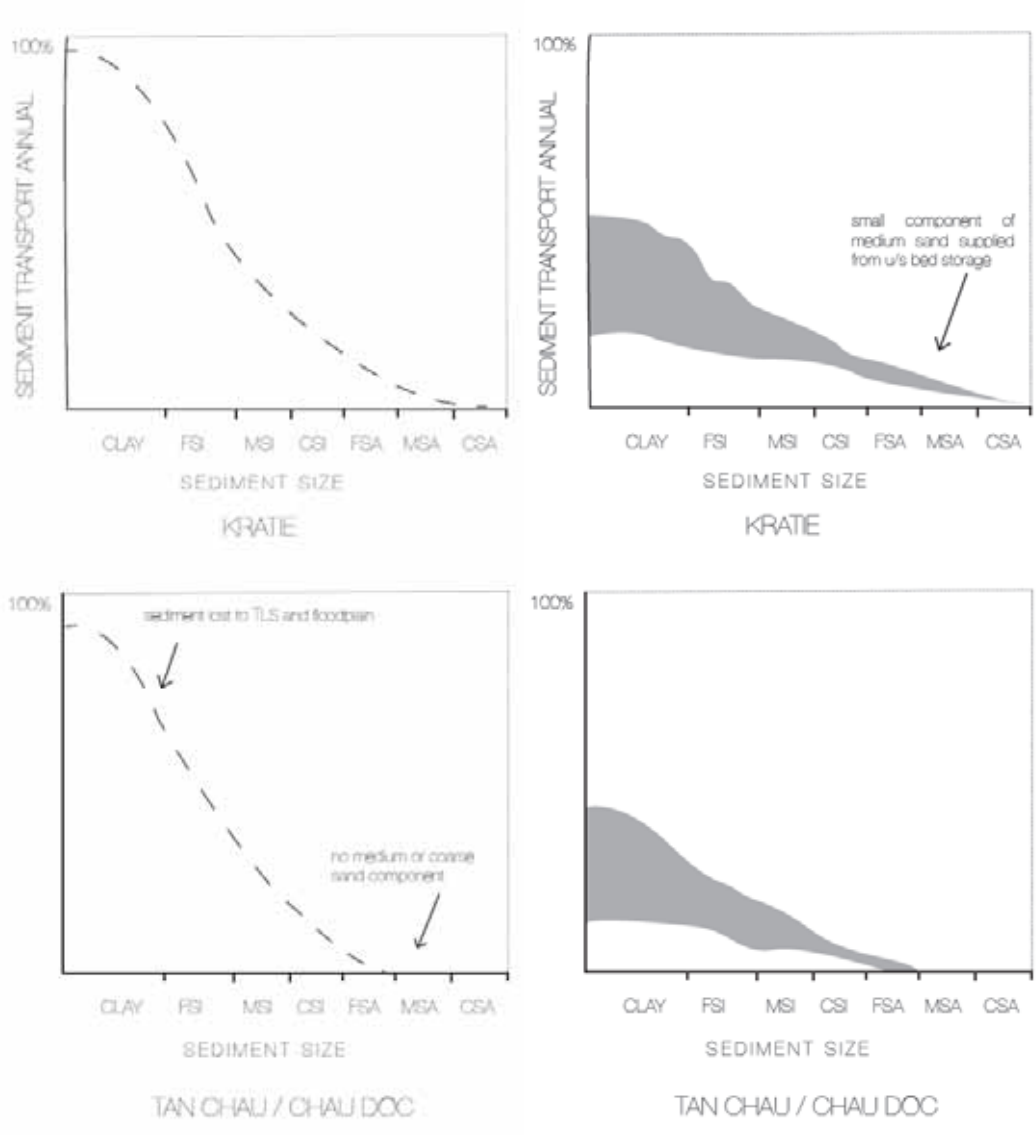 100%
SEDIMENT TRANSPORT ANNUAL
CLAY FSI MSI CSI FSA MSA CSA
SEDIMENT SIZE
KRATIE
100%
SEDIMENT TRANSPORT ANNUAL
small component of
medium sand supplied
from u/s bed storage
CLAY FSI MSI CSI FSA MSA CSA
SEDIMENT SIZE
KRATIE
100%
sediment lost to TLS and floodplain
no medium or coarse
sand component
CLAY FSI MSI CSI FSA MSA CSA
SEDIMENT SIZE
TAN CHAU / CHAU DOC
100%
CLAY FSI MSI CSI FSA MSA CSA
SEDIMENT SIZE
TAN CHAU / CHAU DOC